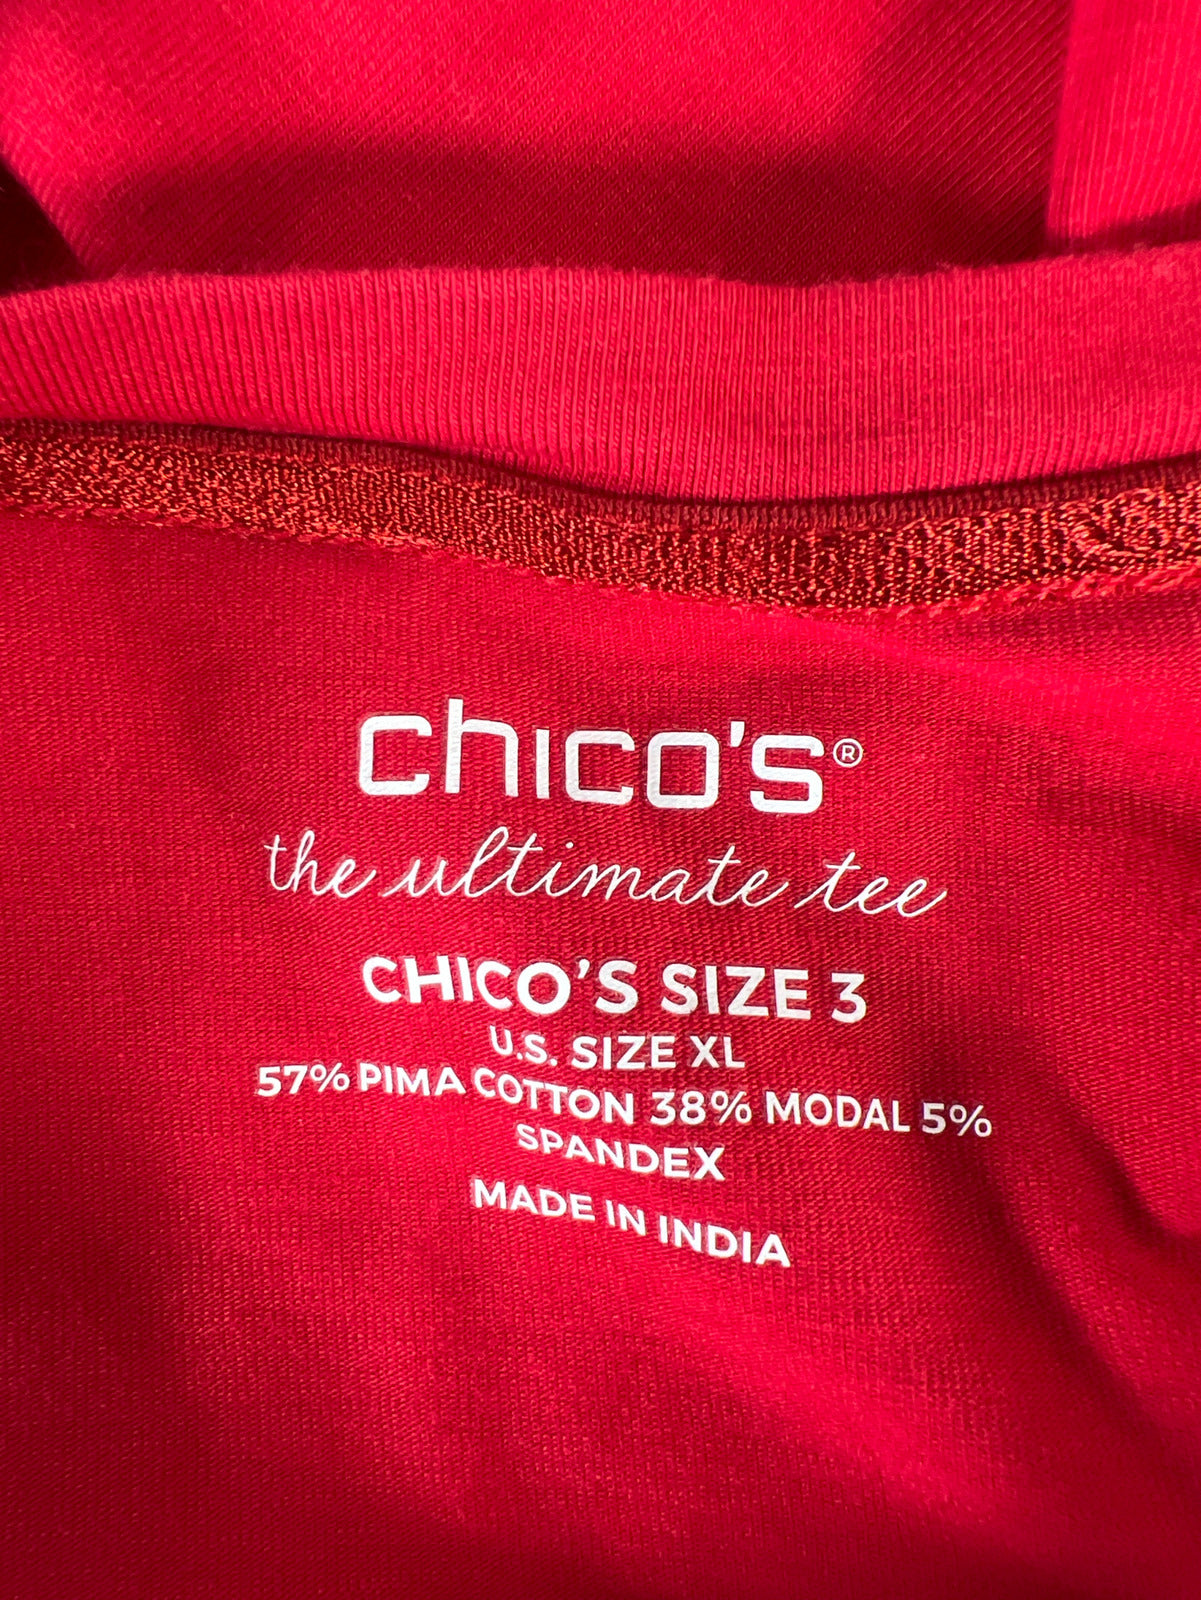 chico's®
the ultimate tee
CHICO'S SIZE 3
U.S. SIZE XL
57% PIMA COTTON 38% MODAL 5%
SPANDEX
MADE IN INDIA